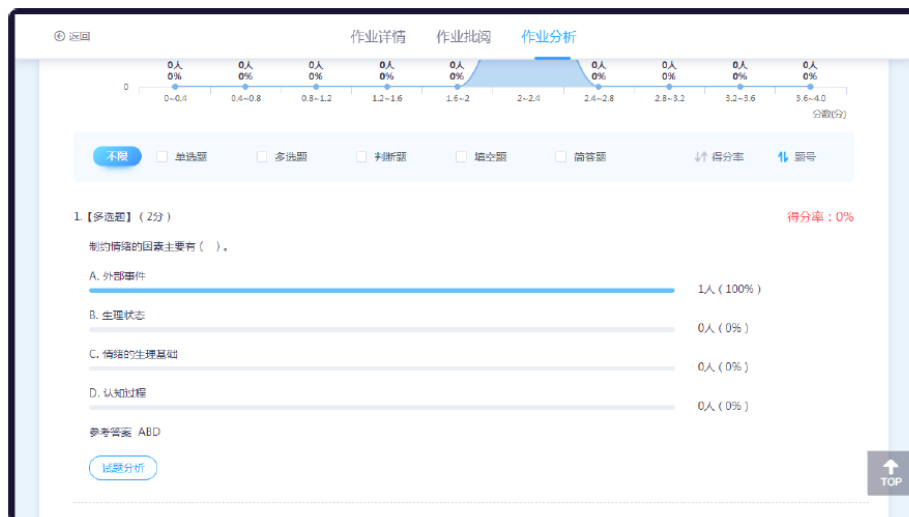 返回 作业详情 作业批阅 作业分析
0人 0人 0人 0人 0人 0人 0人 0人 0人
0% 0% 0% 0% 0% 0% 0% 0% 0%
0
0~0.4 0.4~0.8 0.8~1.2 1.2~1.6 1.6~2 2~2.4 2.4~2.8 2.8~3.2 3.2~3.6 3.6~4.0
分数(分)
不限 单选题 多选题 判断题 填空题 简答题 得分率 题号
1.【多选题】（2分） 得分率：0%
制约情绪的因素主要有（ ）。
A. 外部事件
1人（100%）
B. 生理状态
0人（0%）
C. 情绪的生理基础
0人（0%）
D. 认知过程
0人（0%）
参考答案 ABD
试题分析
TOP